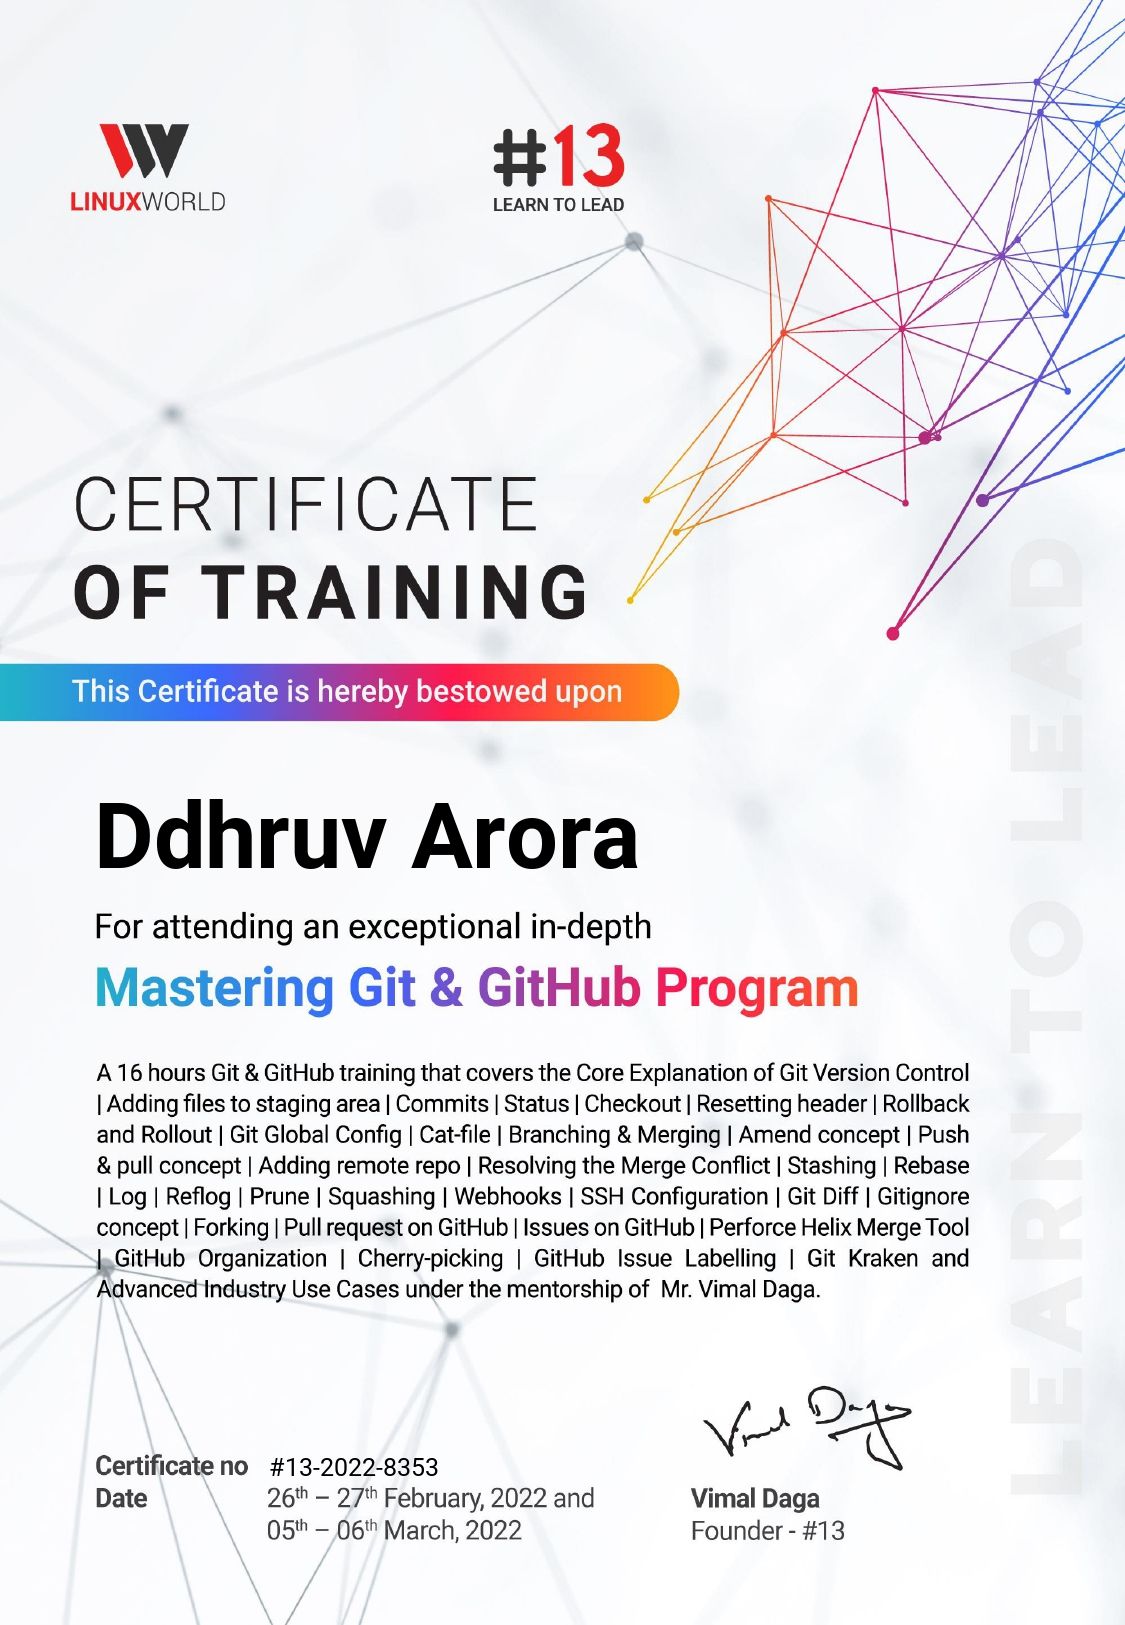 LINUXWORLD
#13
LEARN TO LEAD
CERTIFICATE
OF TRAINING
This Certificate is hereby bestowed upon
Ddhruv Arora
For attending an exceptional in-depth
Mastering Git & GitHub Program
A 16 hours Git & GitHub training that covers the Core Explanation of Git Version Control
| Adding files to staging area | Commits | Status | Checkout | Resetting header | Rollback
and Rollout | Git Global Config | Cat-file | Branching & Merging | Amend concept | Push
& pull concept | Adding remote repo | Resolving the Merge Conflict | Stashing | Rebase
| Log | Reflog | Prune | Squashing | Webhooks | SSH Configuration | Git Diff | Gitignore
concept | Forking | Pull request on GitHub | Issues on GitHub | Perforce Helix Merge Tool
| GitHub Organization | Cherry-picking | GitHub Issue Labelling | Git Kraken and
Advanced Industry Use Cases under the mentorship of Mr. Vimal Daga.
Vimal Daga
Certificate no #13-2022-8353
Date 26th – 27th February, 2022 and
05th – 06th March, 2022
Vimal Daga
Founder - #13
LEARN TO LEAD